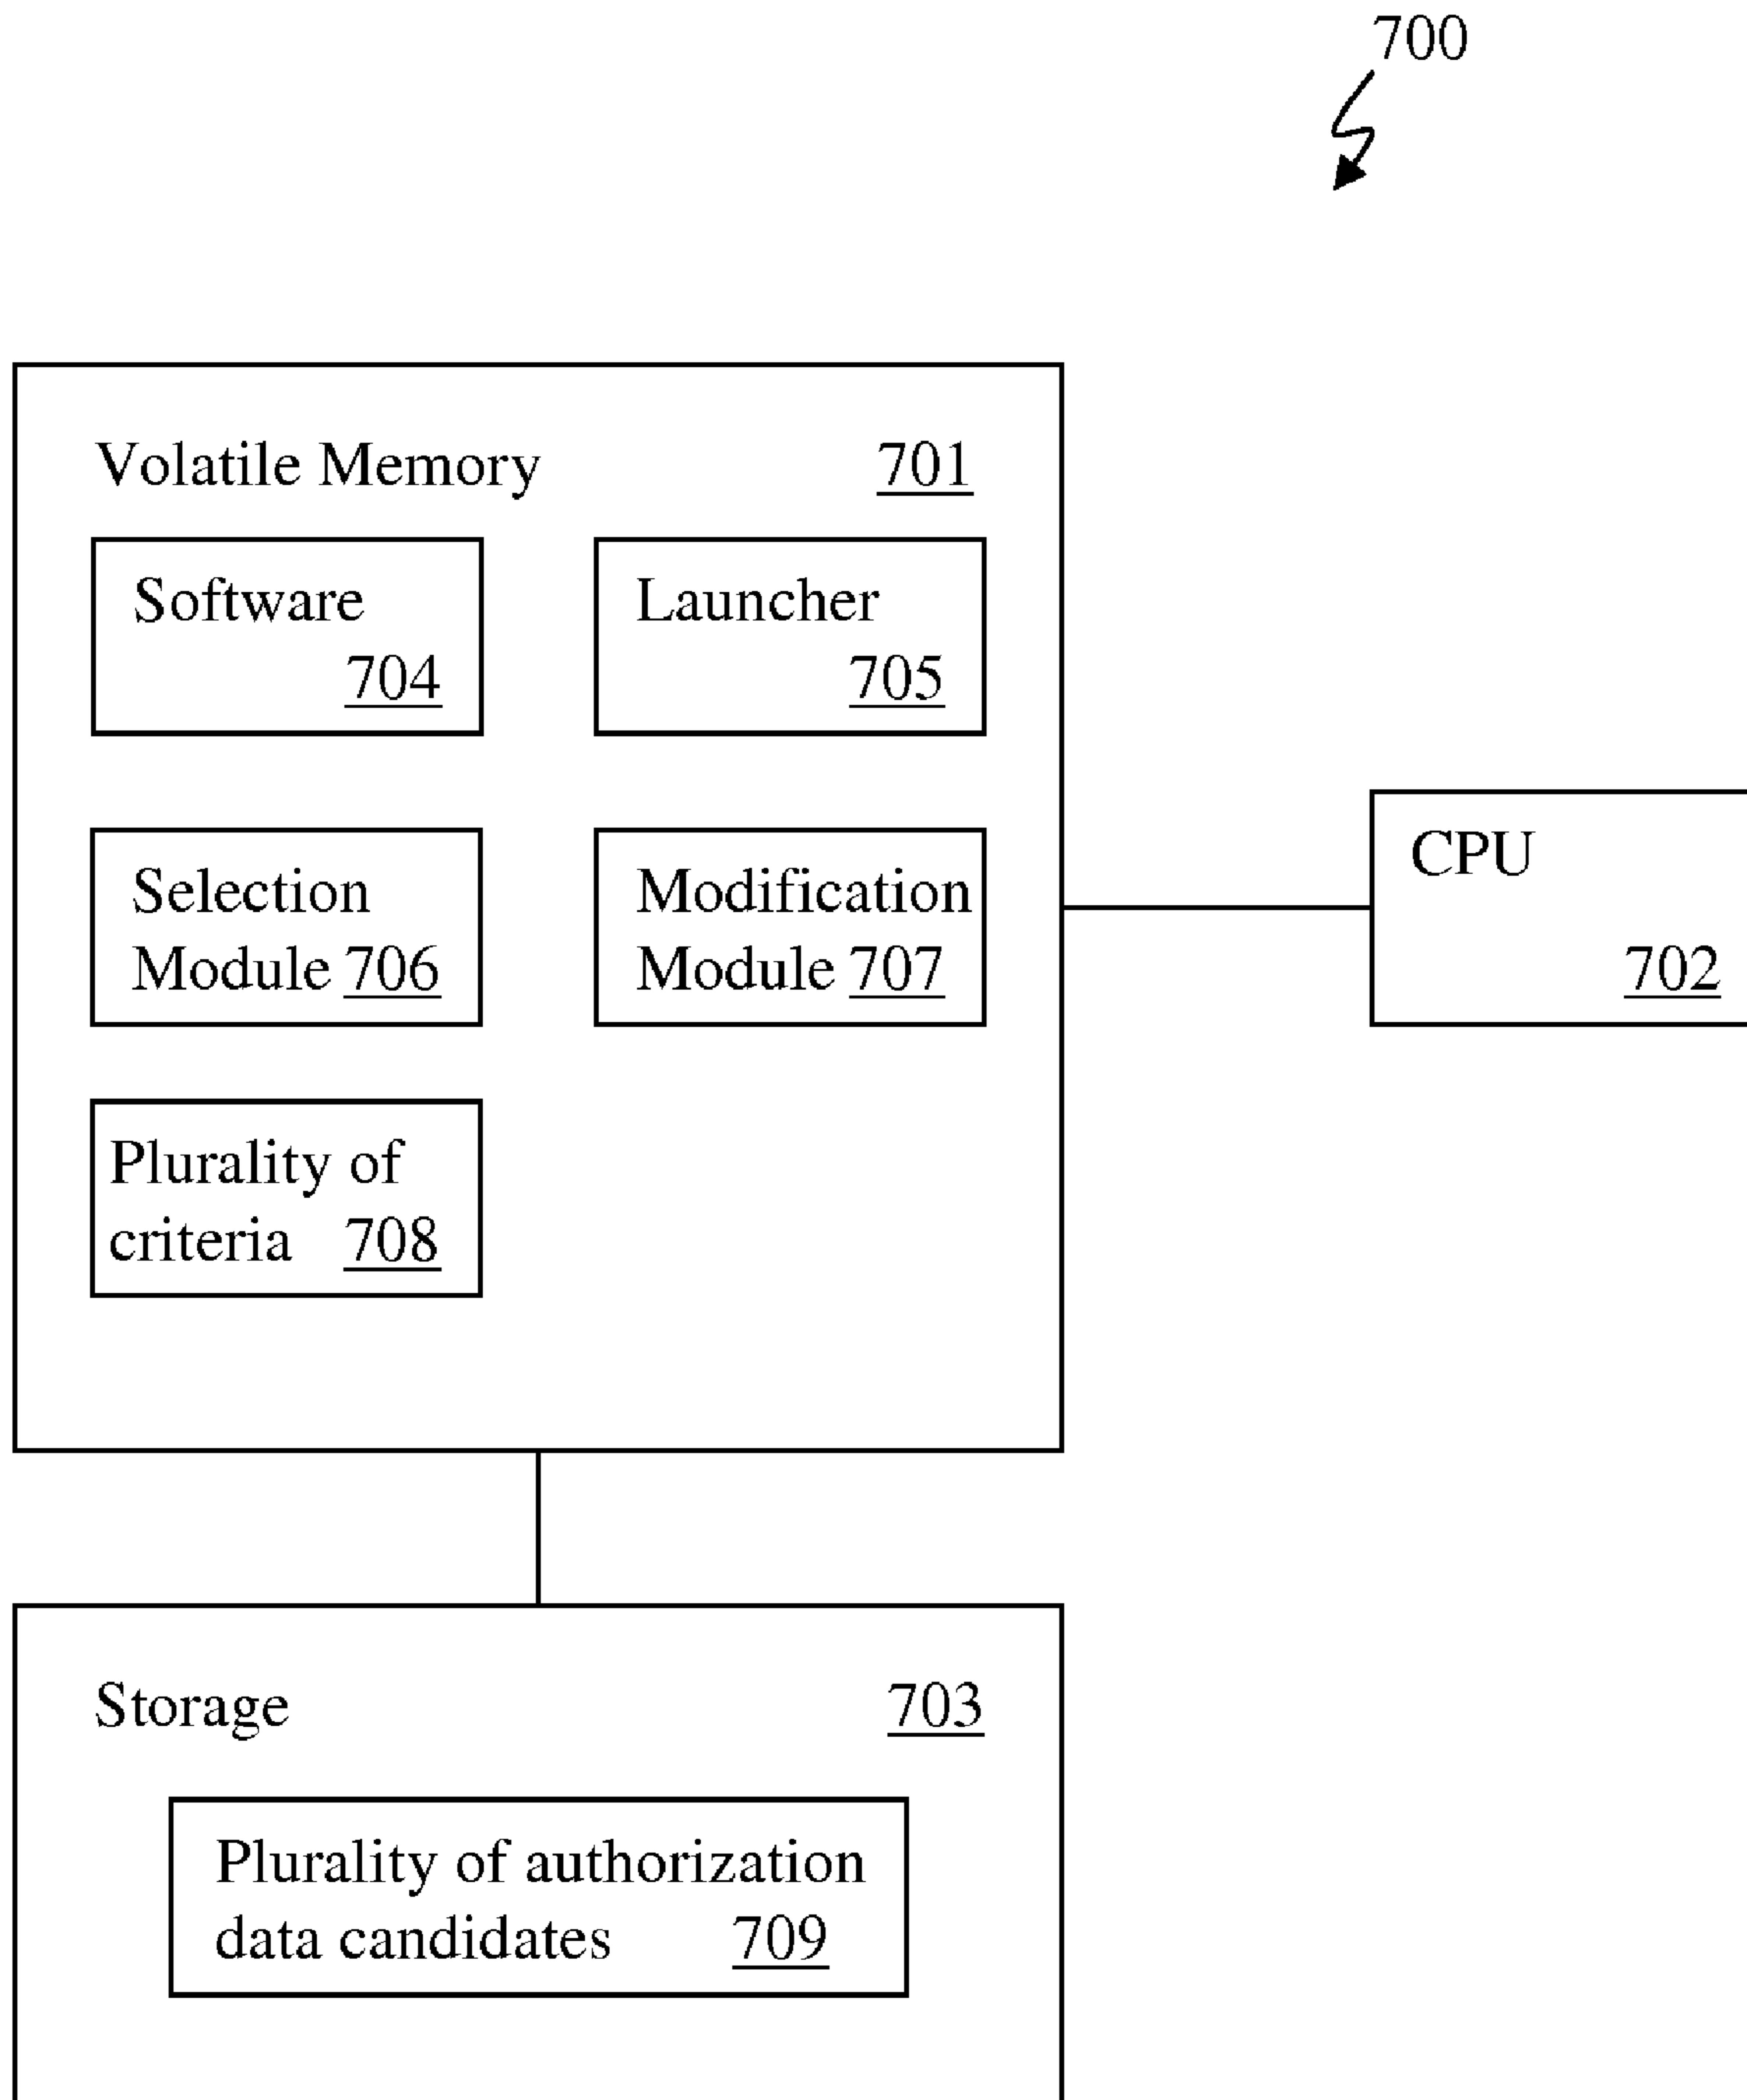 700
Volatile Memory 701
Software
704
Launcher
705
Selection
Module 706
Modification
Module 707
Plurality of
criteria 708
CPU
702
Storage 703
Plurality of authorization
data candidates 709